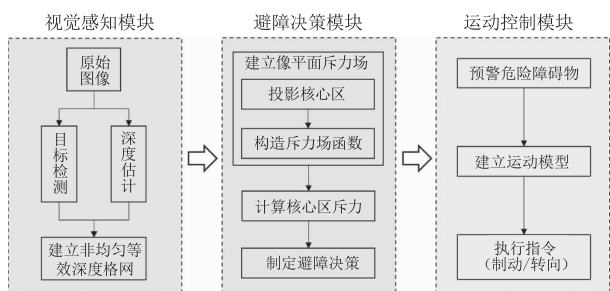 视觉感知模块
原始
图像
目标检测
深度估计
建立非均匀等
效深度格网
避障决策模块
建立像平面斥力场
投影核心区
构造斥力场函数
计算核心区斥力
制定避障决策
运动控制模块
预警危险障碍物
建立运动模型
执行指令
（制动/转向）